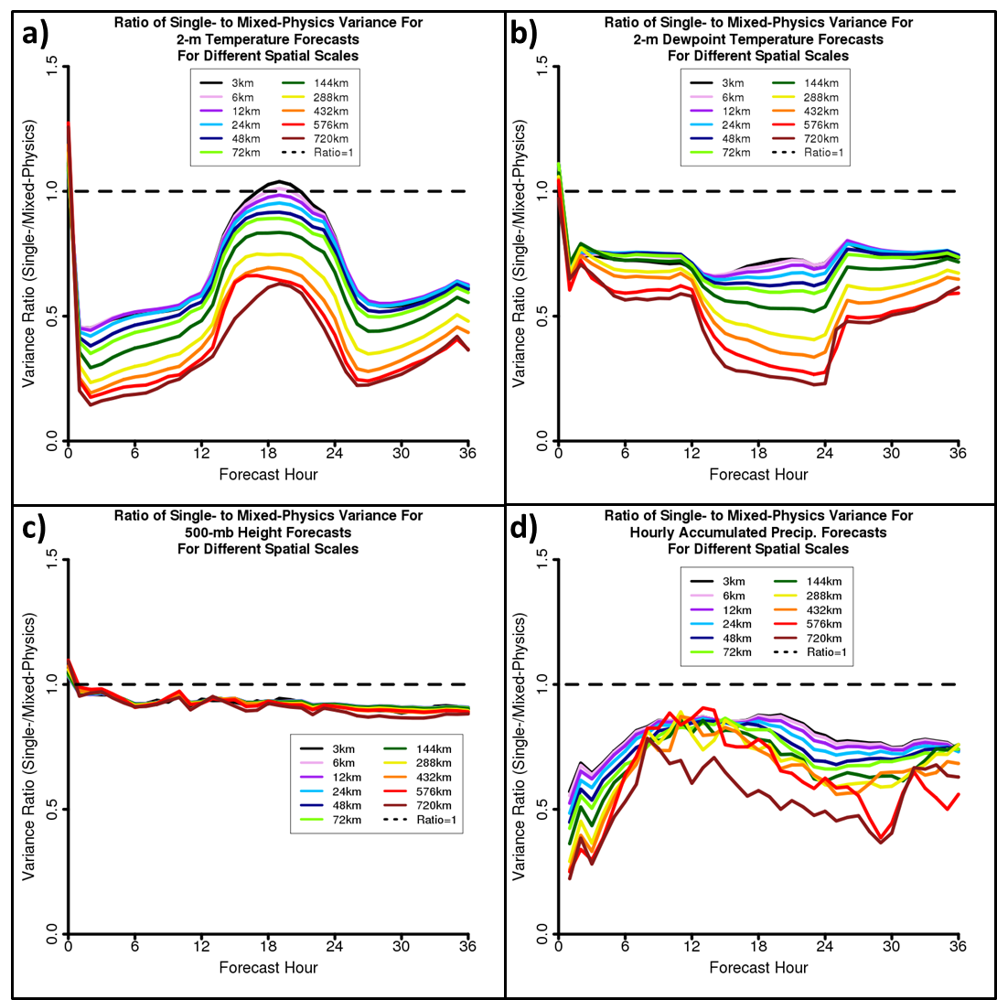 a)
Ratio of Single- to Mixed-Physics Variance For
2-m Temperature Forecasts
For Different Spatial Scales
Variance Ratio (Single-/Mixed-Physics)
1.5
1.0
0.5
0.0
3km 144km
6km 288km
12km 432km
24km 576km
48km 720km
72km Ratio=1
0 6 12 18 24 30 36
Forecast Hour
b)
Ratio of Single- to Mixed-Physics Variance For
2-m Dewpoint Temperature Forecasts
For Different Spatial Scales
Variance Ratio (Single-/Mixed-Physics)
1.5
1.0
0.5
0.0
3km 144km
6km 288km
12km 432km
24km 576km
48km 720km
72km Ratio=1
0 6 12 18 24 30 36
Forecast Hour
c)
Ratio of Single- to Mixed-Physics Variance For
500-mb Height Forecasts
For Different Spatial Scales
Variance Ratio (Single-/Mixed-Physics)
1.5
1.0
0.5
0.0
3km 144km
6km 288km
12km 432km
24km 576km
48km 720km
72km Ratio=1
0 6 12 18 24 30 36
Forecast Hour
d)
Ratio of Single- to Mixed-Physics Variance For
Hourly Accumulated Precip. Forecasts
For Different Spatial Scales
Variance Ratio (Single-/Mixed-Physics)
1.5
1.0
0.5
0.0
3km 144km
6km 288km
12km 432km
24km 576km
48km 720km
72km Ratio=1
0 6 12 18 24 30 36
Forecast Hour